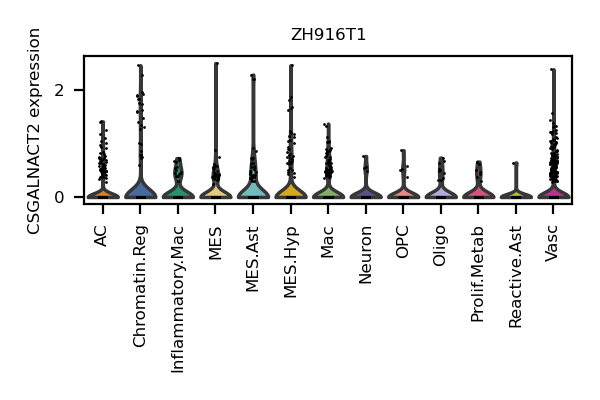 ZH916T1
CSGALNACT2 expression
2
0
AC
Chromatin.Reg
Inflammatory.Mac
MES
MES.Ast
MES.Hyp
Mac
Neuron
OPC
Oligo
Prolif.Metab
Reactive.Ast
Vasc